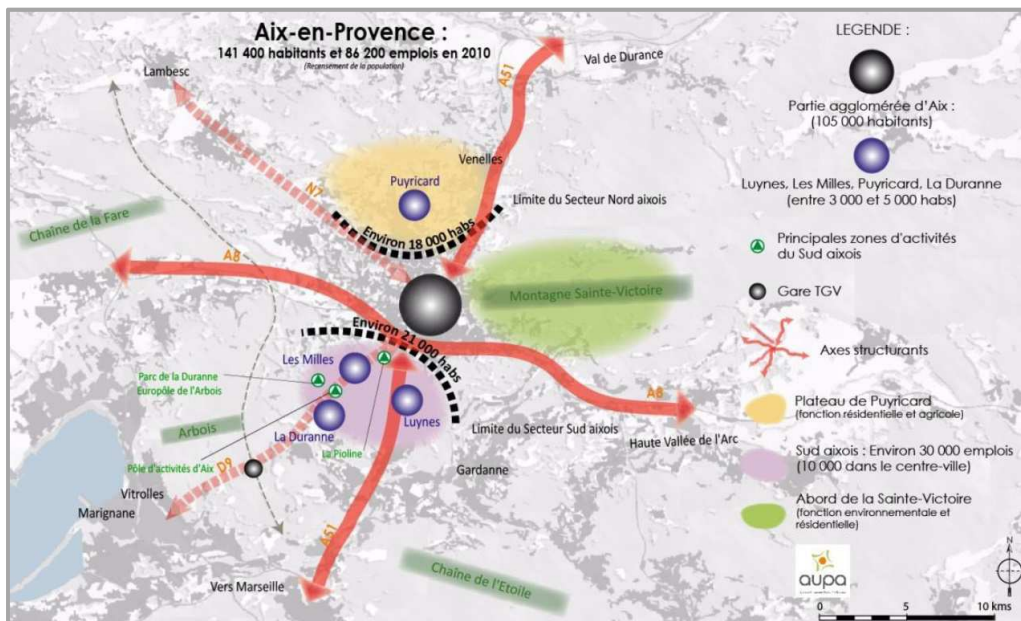 Aix-en-Provence :
141 400 habitants et 86 200 emplois en 2010
(Recensement de la population)
Lambesc
A51
Val de Durance
Venelles
Puyricard
N7
Limite du Secteur Nord aixois
Environ 18 000 habs
Chaîne de la Fare
A8
Montagne Sainte-Victoire
Environ 21 000 habs
Les Milles
Parc de la Duranne
Europôle de l'Arbois
Luynes
La Duranne
Arbois
Limite du Secteur Sud aixois
A8
Haute Vallée de l'Arc
La Pioline
Pôle d'activités d'Aix
D9
Gardanne
Vitrolles
Marignane
A51
Vers Marseille
Chaîne de l'Etoile
LEGENDE :
Partie agglomérée d'Aix :
(105 000 habitants)
Luynes, Les Milles, Puyricard, La Duranne
(entre 3 000 et 5 000 habs)
Principales zones d'activités
du Sud aixois
Gare TGV
Axes structurants
Plateau de Puyricard
(fonction résidentielle et agricole)
Sud aixois : Environ 30 000 emplois
(10 000 dans le centre-ville)
Abord de la Sainte-Victoire
(fonction environnementale et
résidentielle)
aupa
N
0 5 10 kms